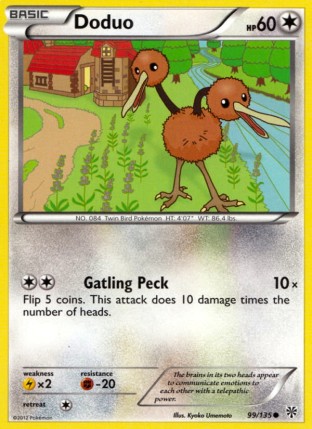 BASIC
Doduo
HP60
NO. 084. Twin Bird Pokémon. HT: 4'07" WT: 86.4 lbs.
Gatling Peck 10×
Flip 5 coins. This attack does 10 damage times the
number of heads.
weakness
×2
resistance
-20
retreat
The brains in its two heads appear
to communicate emotions to
each other with a telepathic
power.
Illus. Kyoko Umemoto
99/135
©2012 Pokémon